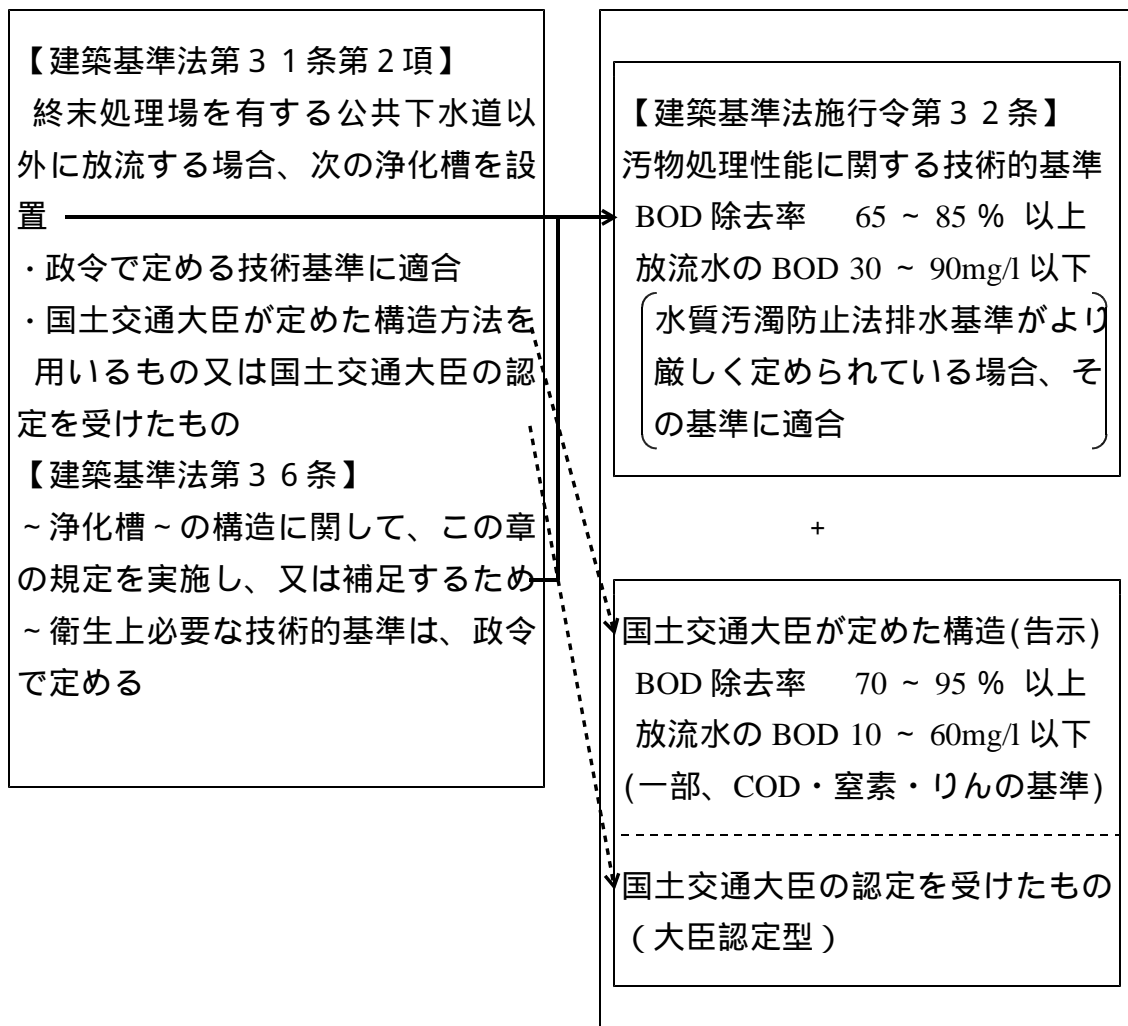 【建築基準法第３１条第２項】
終末処理場を有する公共下水道以
外に放流する場合、次の浄化槽を設
置
・政令で定める技術基準に適合
・国土交通大臣が定めた構造方法を
用いるもの又は国土交通大臣の認
定を受けたもの
【建築基準法第３６条】
~浄化槽~の構造に関して、この章
の規定を実施し、又は補足するため
~衛生上必要な技術的基準は、政令
で定める
【建築基準法施行令第３２条】
汚物処理性能に関する技術的基準
BOD 除去率 65 ~ 85 % 以上
放流水の BOD 30 ~ 90mg/l 以下
水質汚濁防止法排水基準がより
厳しく定められている場合、そ
の基準に適合
+
国土交通大臣が定めた構造(告示)
BOD 除去率 70 ~ 95 % 以上
放流水の BOD 10 ~ 60mg/l 以下
(一部、COD・窒素・りんの基準)
国土交通大臣の認定を受けたもの
(大臣認定型)